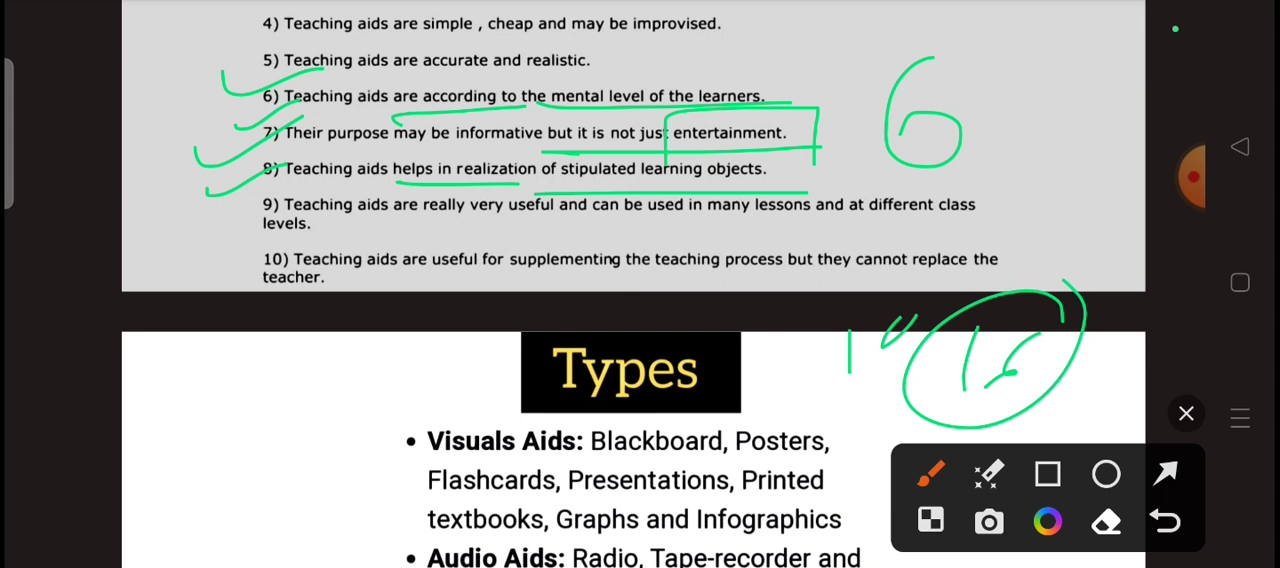 4) Teaching aids are simple , cheap and may be improvised.
5) Teaching aids are accurate and realistic.
6) Teaching aids are according to the mental level of the learners.
7) Their purpose may be informative but it is not just entertainment.
8) Teaching aids helps in realization of stipulated learning objects.
9) Teaching aids are really very useful and can be used in many lessons and at different class
levels.
10) Teaching aids are useful for supplementing the teaching process but they cannot replace the
teacher.
6
Types
• Visuals Aids: Blackboard, Posters,
Flashcards, Presentations, Printed
textbooks, Graphs and Infographics
• Audio Aids: Radio, Tape-recorder and